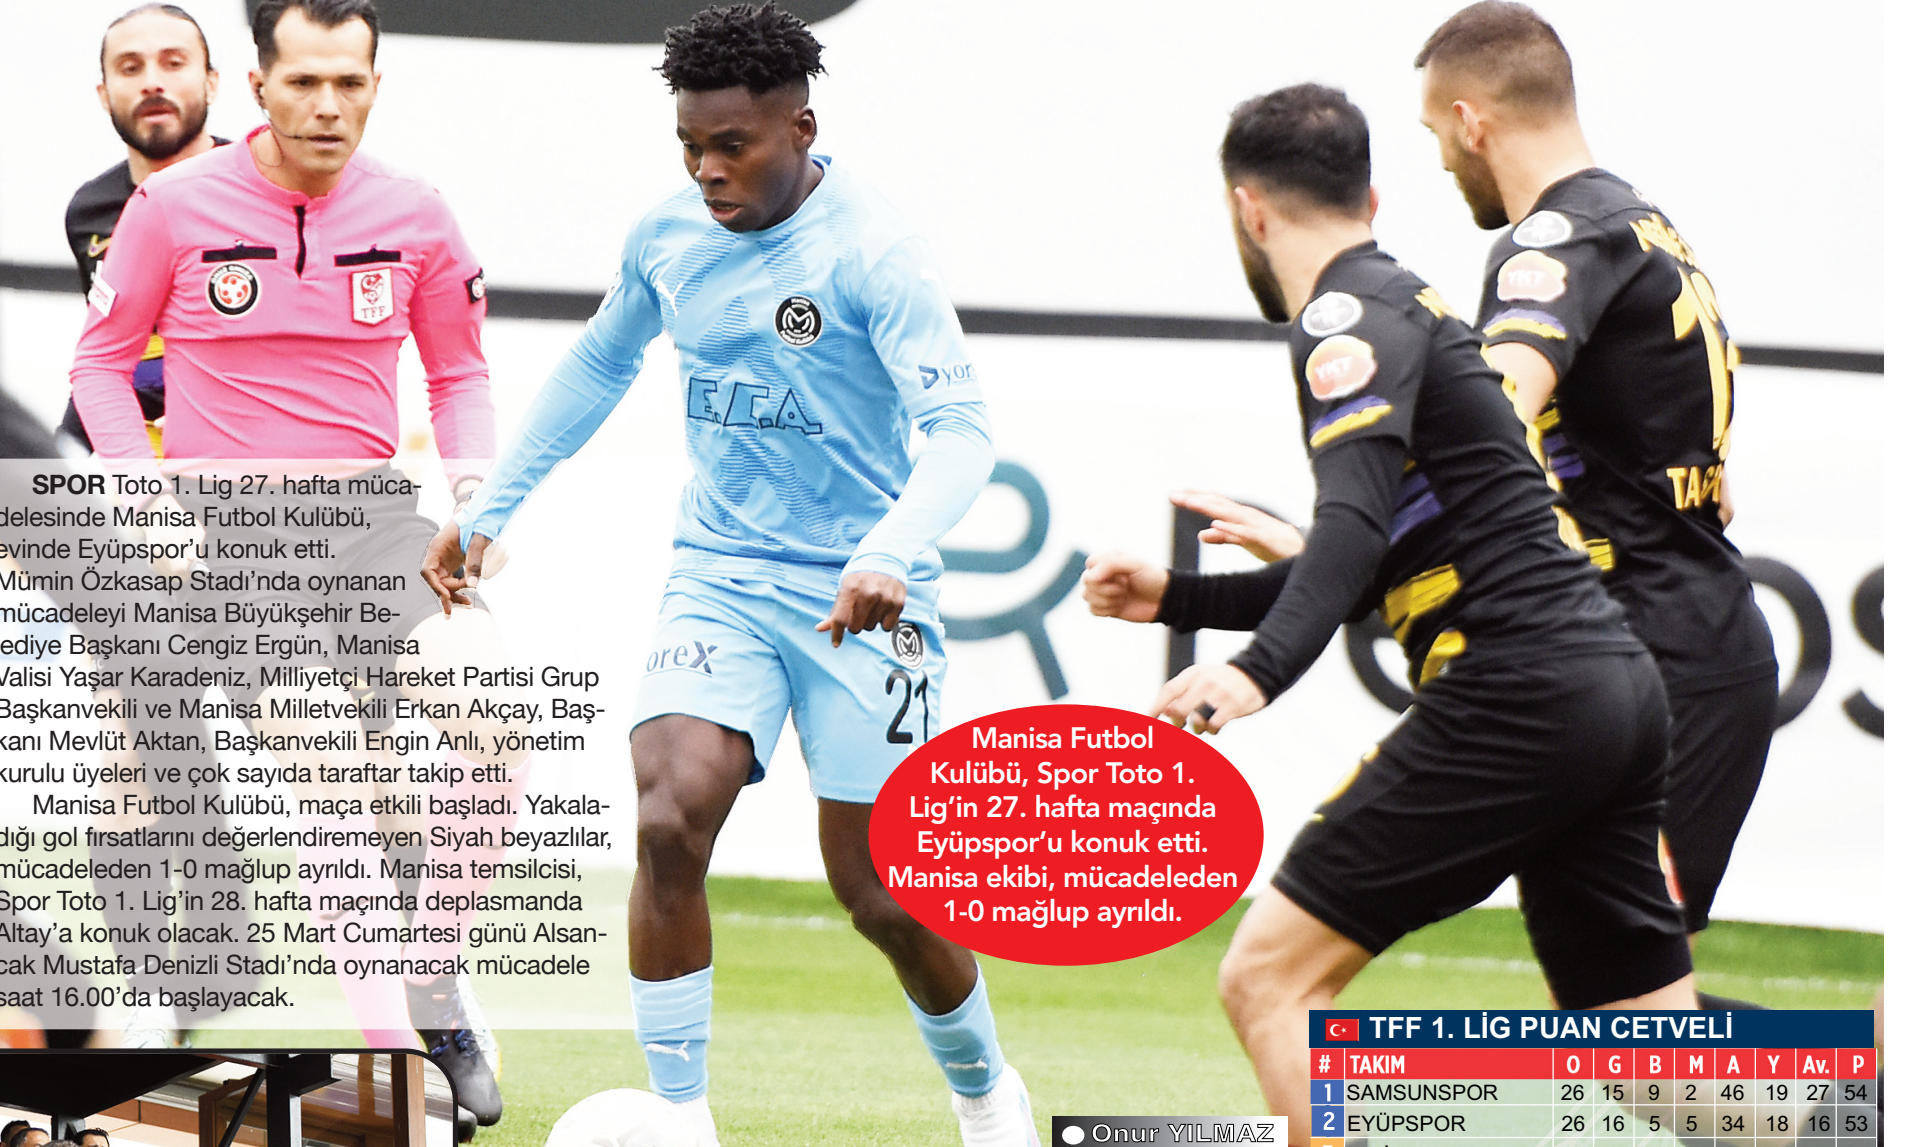 SPOR Toto 1. Lig 27. hafta müca-
delesinde Manisa Futbol Kulübü,
evinde Eyüpspor’u konuk etti.
Mümin Özkasap Stadı’nda oynanan
mücadeleyi Manisa Büyükşehir Be-
lediye Başkanı Cengiz Ergün, Manisa
Valisi Yaşar Karadeniz, Milliyetçi Hareket Partisi Grup
Başkanvekili ve Manisa Milletvekili Erkan Akçay, Baş-
kanı Mevlüt Aktan, Başkanvekili Engin Anlı, yönetim
kurulu üyeleri ve çok sayıda taraftar takip etti.
Manisa Futbol Kulübü, maça etkili başladı. Yakala-
dığı gol fırsatlarını değerlendiremeyen Siyah beyazlılar,
mücadeleden 1-0 mağlup ayrıldı. Manisa temsilcisi,
Spor Toto 1. Lig’in 28. hafta maçında deplasmanda
Altay’a konuk olacak. 25 Mart Cumartesi günü Alsan-
cak Mustafa Denizli Stadı’nda oynanacak mücadele
saat 16.00’da başlayacak.
Manisa Futbol
Kulübü, Spor Toto 1.
Lig’in 27. hafta maçında
Eyüpspor’u konuk etti.
Manisa ekibi, mücadeleden
1-0 mağlup ayrıldı.
TFF
E.C.A
yor
oreX
21
YKT
YKT
Onur YILMAZ
TFF 1. LİG PUAN CETVELİ
# TAKIM O G B M A Y Av. P
1 SAMSUNSPOR 26 15 9 2 46 19 27 54
2 EYÜPSPOR 26 16 5 5 34 18 16 53